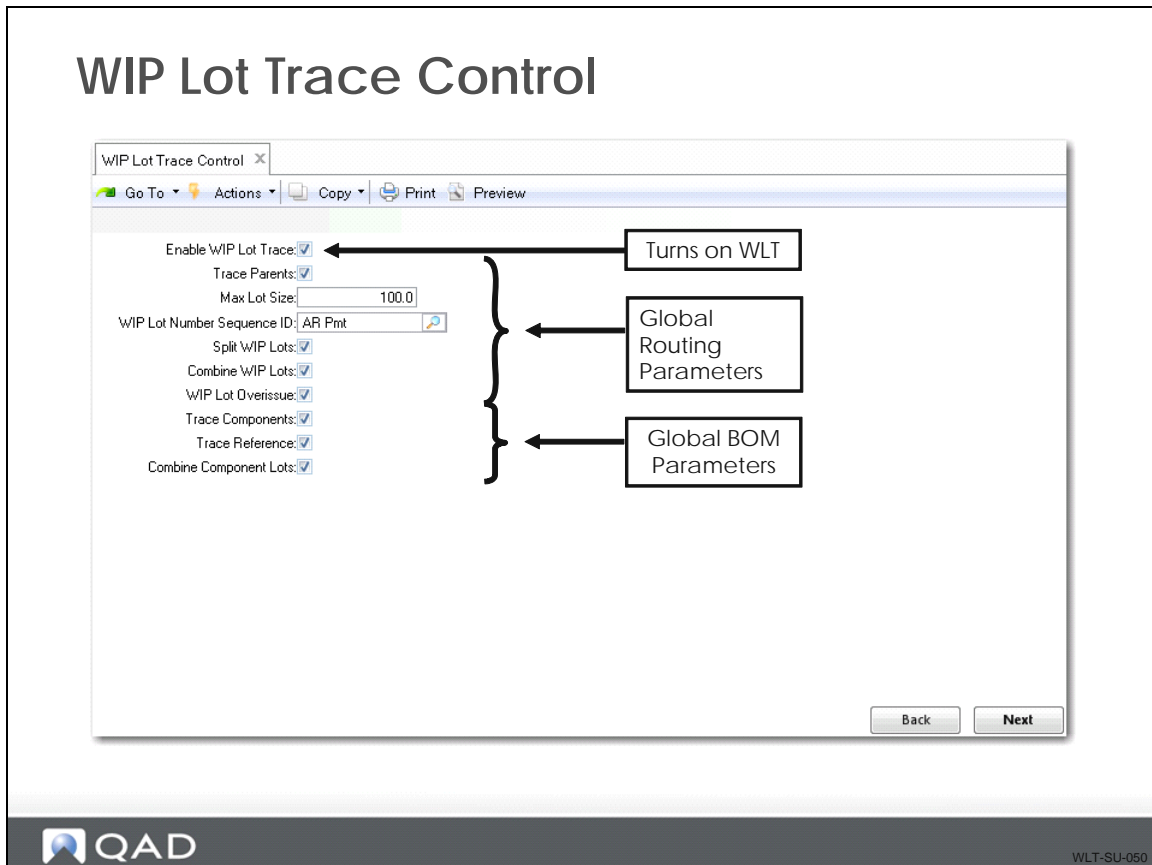 WIP Lot Trace Control
WIP Lot Trace Control
Go To Actions Copy Print Preview
Enable WIP Lot Trace:
Turns on WLT
Trace Parents:
Max Lot Size: 100.0
WIP Lot Number Sequence ID: AR Pmt
Split WIP Lots:
Combine WIP Lots:
WIP Lot Overissue:
Global
Routing
Parameters
Trace Components:
Trace Reference:
Combine Component Lots:
Global BOM
Parameters
Back Next
QAD
WLT-SU-050